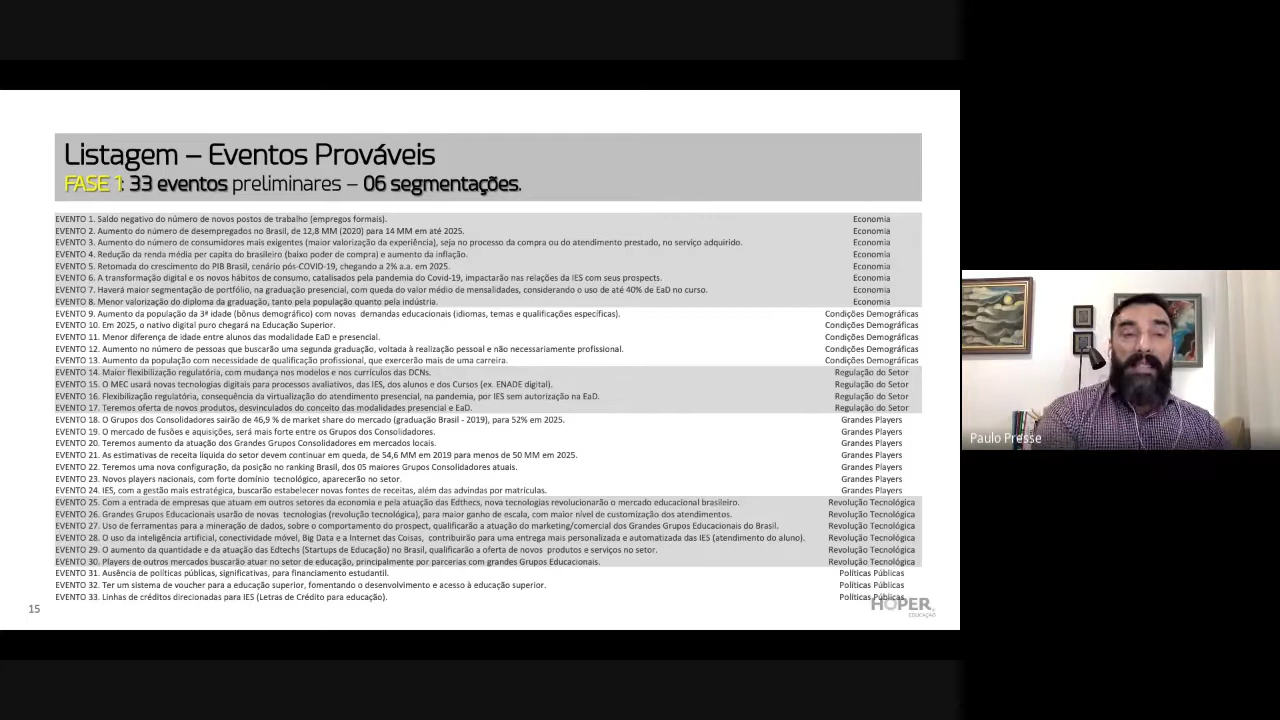 Listagem – Eventos Prováveis
FASE 1: 33 eventos preliminares – 06 segmentações.
EVENTO 1. Saldo negativo do número de novos postos de trabalho (empregos formais). Economia
EVENTO 2. Aumento do número de desempregados no Brasil, de 12,8 MM (2020) para 14 MM em até 2025. Economia
EVENTO 3. Aumento do número de consumidores mais exigentes (maior valorização da experiência), seja no processo da compra ou do atendimento prestado, no serviço adquirido. Economia
EVENTO 4. Redução da renda média per capita do brasileiro (baixo poder de compra) e aumento da inflação. Economia
EVENTO 5. Retomada do crescimento do PIB Brasil, cenário pós-COVID-19, chegando a 2% a.a. em 2025. Economia
EVENTO 6. A transformação digital e os novos hábitos de consumo, catalisados pela pandemia do Covid-19, impactarão nas relações da IES com seus prospects. Economia
EVENTO 7. Haverá maior segmentação de portfólio, na graduação presencial, com queda do valor médio de mensalidades, considerando o uso de até 40% de EaD no curso. Economia
EVENTO 8. Menor valorização do diploma da graduação, tanto pela população quanto pela indústria. Economia
EVENTO 9. Aumento da população da 3ª idade (bônus demográfico) com novas demandas educacionais (idiomas, temas e qualificações específicas). Condições Demográficas
EVENTO 10. Em 2025, o nativo digital puro chegará na Educação Superior. Condições Demográficas
EVENTO 11. Menor diferença de idade entre alunos das modalidade EaD e presencial. Condições Demográficas
EVENTO 12. Aumento no número de pessoas que buscarão uma segunda graduação, voltada à realização pessoal e não necessariamente profissional. Condições Demográficas
EVENTO 13. Aumento da população com necessidade de qualificação profissional, que exercerão mais de uma carreira. Condições Demográficas
EVENTO 14. Maior flexibilização regulatória, com mudança nos modelos e nos currículos das DCNs. Regulação do Setor
EVENTO 15. O MEC usará novas tecnologias digitais para processos avaliativos, das IES, dos alunos e dos Cursos (ex. ENADE digital). Regulação do Setor
EVENTO 16. Flexibilização regulatória, consequência da virtualização do atendimento presencial, na pandemia, por IES sem autorização na EaD. Regulação do Setor
EVENTO 17. Teremos oferta de novos produtos, desvinculados do conceito das modalidades presencial e EaD. Regulação do Setor
EVENTO 18. O Grupos dos Consolidadores sairão de 46,9 % de market share do mercado (graduação Brasil - 2019), para 52% em 2025. Grandes Players
EVENTO 19. O mercado de fusões e aquisições, será mais forte entre os Grupos dos Consolidadores. Grandes Players
EVENTO 20. Teremos aumento da atuação dos Grandes Grupos Consolidadores em mercados locais. Grandes Players
EVENTO 21. As estimativas de receita líquida do setor devem continuar em queda, de 54,6 MM em 2019 para menos de 50 MM em 2025. Grandes Players
EVENTO 22. Teremos uma nova configuração, da posição no ranking Brasil, dos 05 maiores Grupos Consolidadores atuais. Grandes Players
EVENTO 23. Novos players nacionais, com forte domínio tecnológico, aparecerão no setor. Grandes Players
EVENTO 24. IES, com a gestão mais estratégica, buscarão estabelecer novas fontes de receitas, além das advindas por matrículas. Grandes Players
EVENTO 25. Com a entrada de empresas que atuam em outros setores da economia e pela atuação das Edthecs, nova tecnologias revolucionarão o mercado educacional brasileiro. Revolução Tecnológica
EVENTO 26. Grandes Grupos Educacionais usarão de novas tecnologias (revolução tecnológica), para maior ganho de escala, com maior nível de customização dos atendimentos. Revolução Tecnológica
EVENTO 27. Uso de ferramentas para a mineração de dados, sobre o comportamento do prospect, qualificarão a atuação do marketing/comercial dos Grandes Grupos Educacionais do Brasil. Revolução Tecnológica
EVENTO 28. O uso da inteligência artificial, conectividade móvel, Big Data e a Internet das Coisas, contribuirão para uma entrega mais personalizada e automatizada das IES (atendimento do aluno). Revolução Tecnológica
EVENTO 29. O aumento da quantidade e da atuação das Edtechs (Startups de Educação) no Brasil, qualificarão a oferta de novos produtos e serviços no setor. Revolução Tecnológica
EVENTO 30. Players de outros mercados buscarão atuar no setor de educação, principalmente por parcerias com grandes Grupos Educacionais. Revolução Tecnológica
EVENTO 31. Ausência de políticas públicas, significativas, para financiamento estudantil. Políticas Públicas
EVENTO 32. Ter um sistema de voucher para a educação superior, fomentando o desenvolvimento e acesso à educação superior. Políticas Públicas
EVENTO 33. Linhas de créditos direcionadas para IES (Letras de Crédito para educação). Políticas Públicas
15
HOPER
EDUCAÇÃO
Paulo Presse